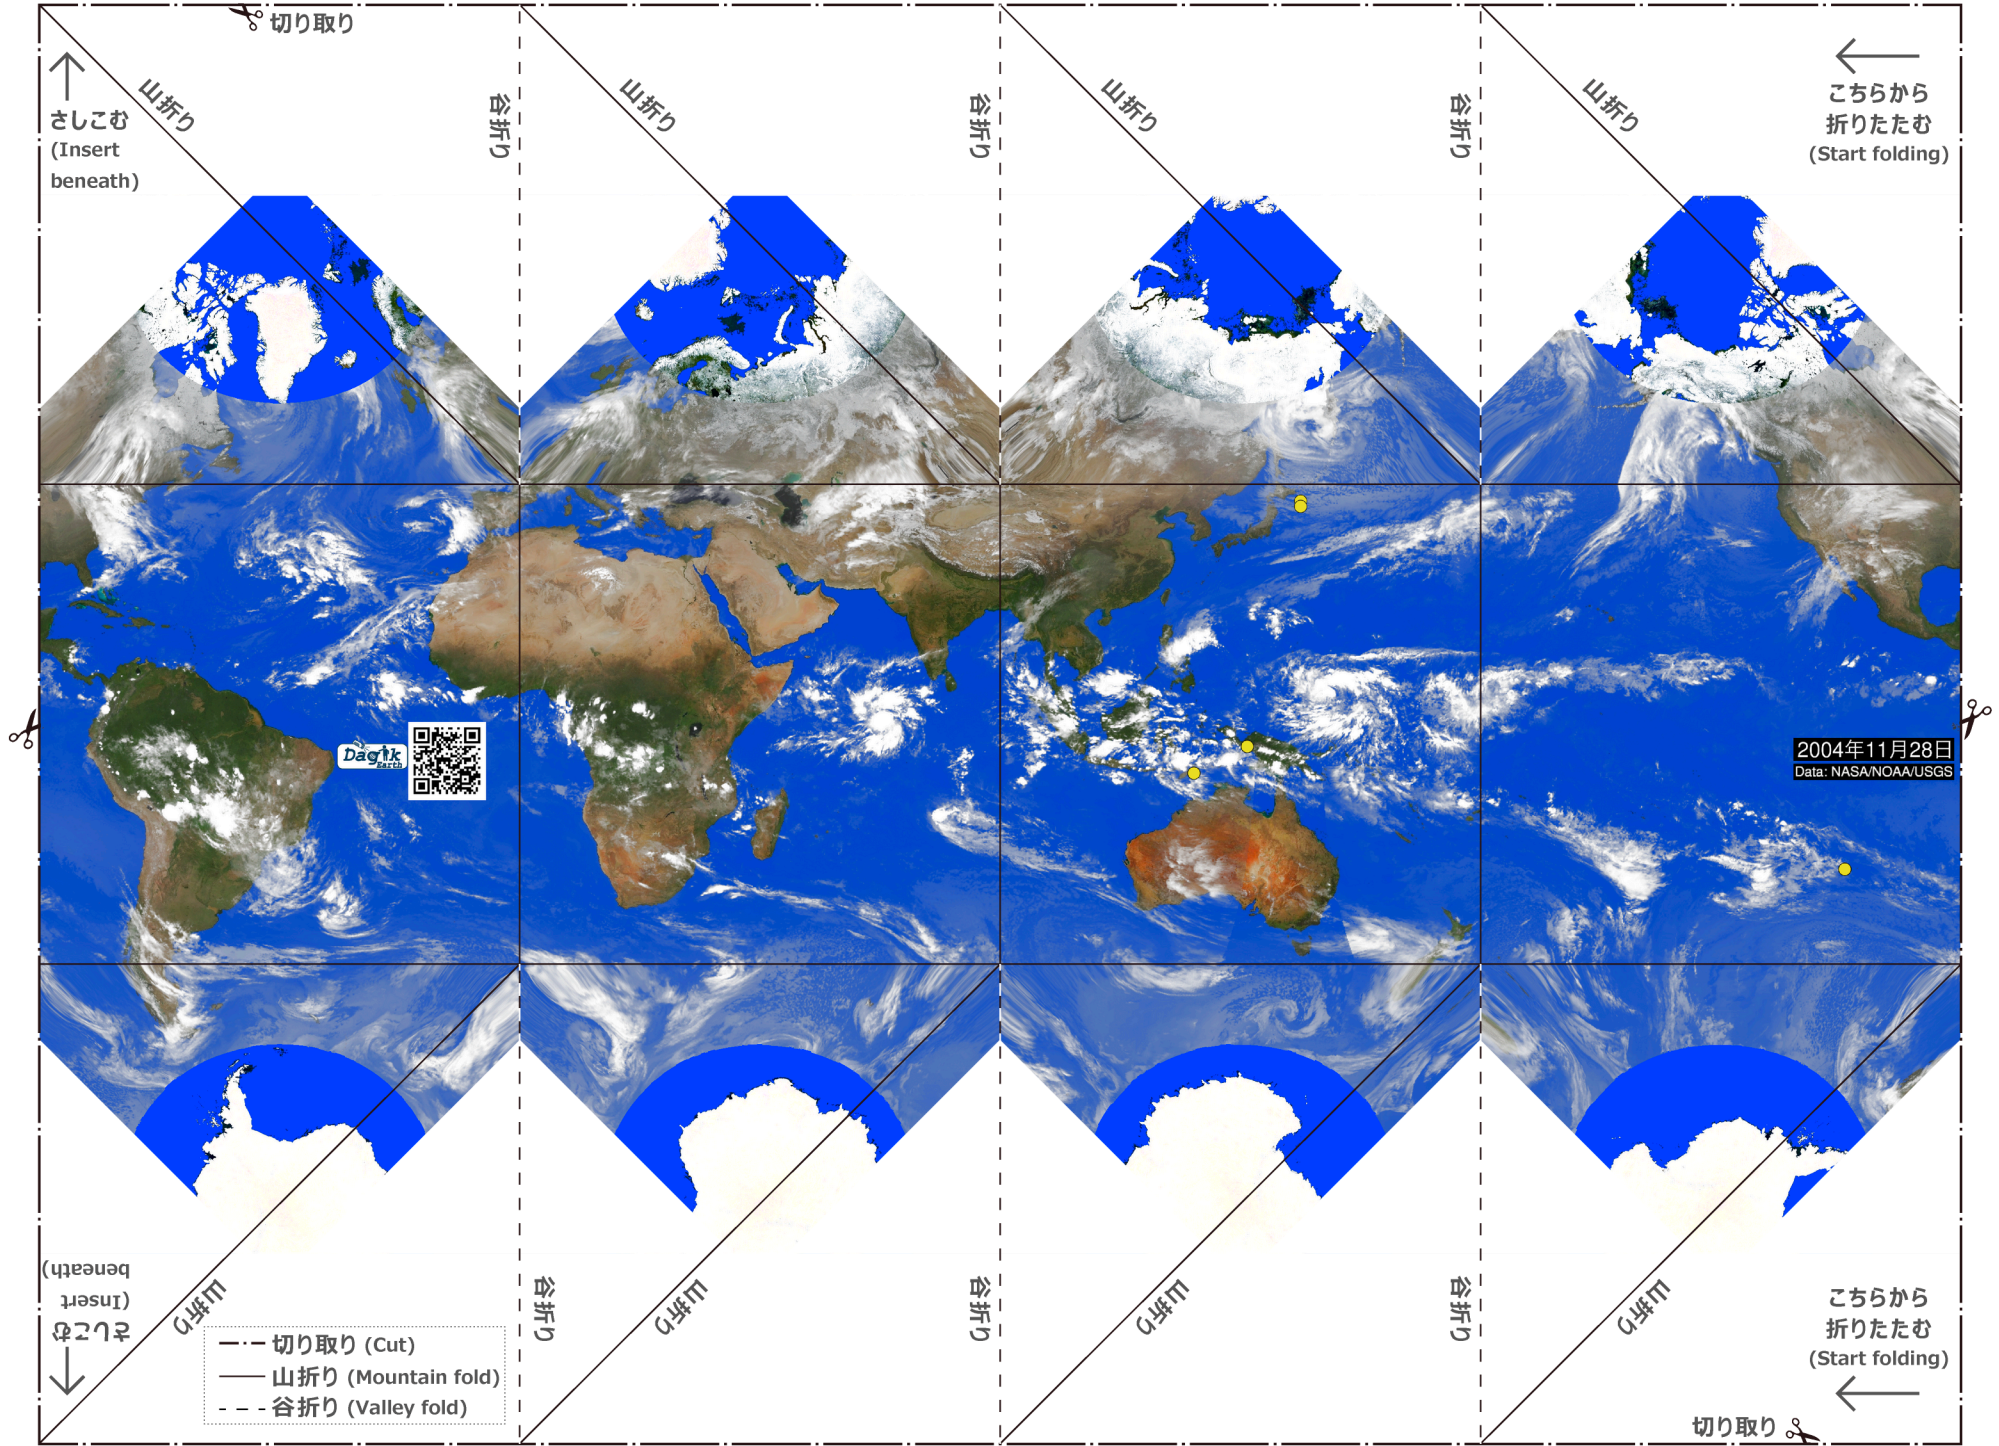 切り取り
さしこむ
(Insert
beneath)
山折り
谷折り
山折り
谷折り
山折り
谷折り
山折り
こちらから
折りたたむ
(Start folding)
Dagik
Earth
2004年11月28日
Data: NASA/NOAA/USGS
さしこむ
(Insert
beneath)
山折り
谷折り
山折り
谷折り
山折り
谷折り
山折り
こちらから
折りたたむ
(Start folding)
切り取り (Cut)
山折り (Mountain fold)
谷折り (Valley fold)
切り取り